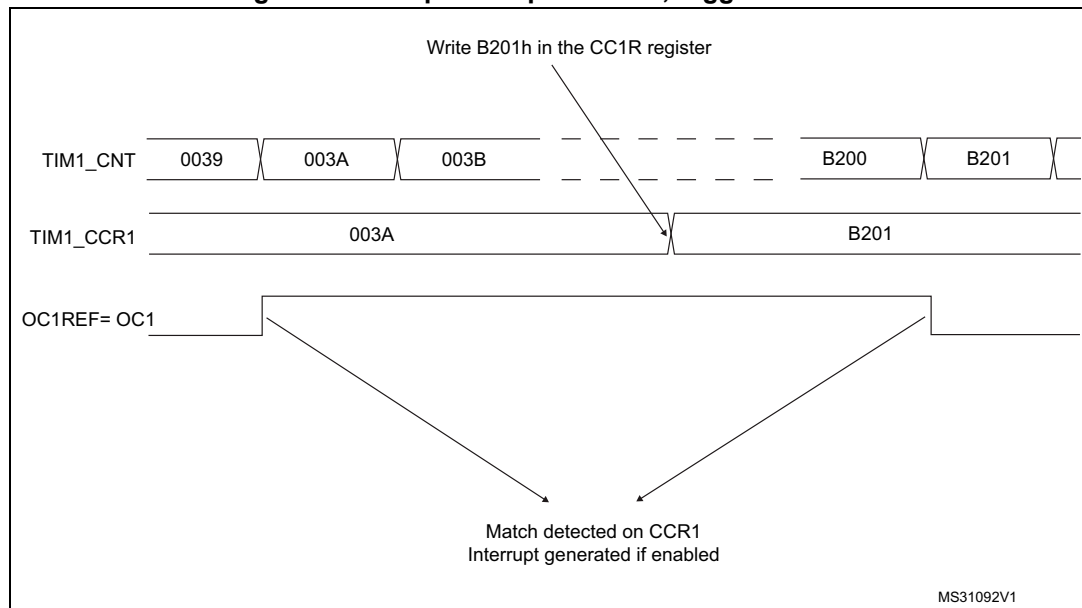 Write B201h in the CC1R register
TIM1_CNT 0039 003A 003B B200 B201
TIM1_CCR1 003A B201
OC1REF= OC1
Match detected on CCR1
Interrupt generated if enabled
MS31092V1